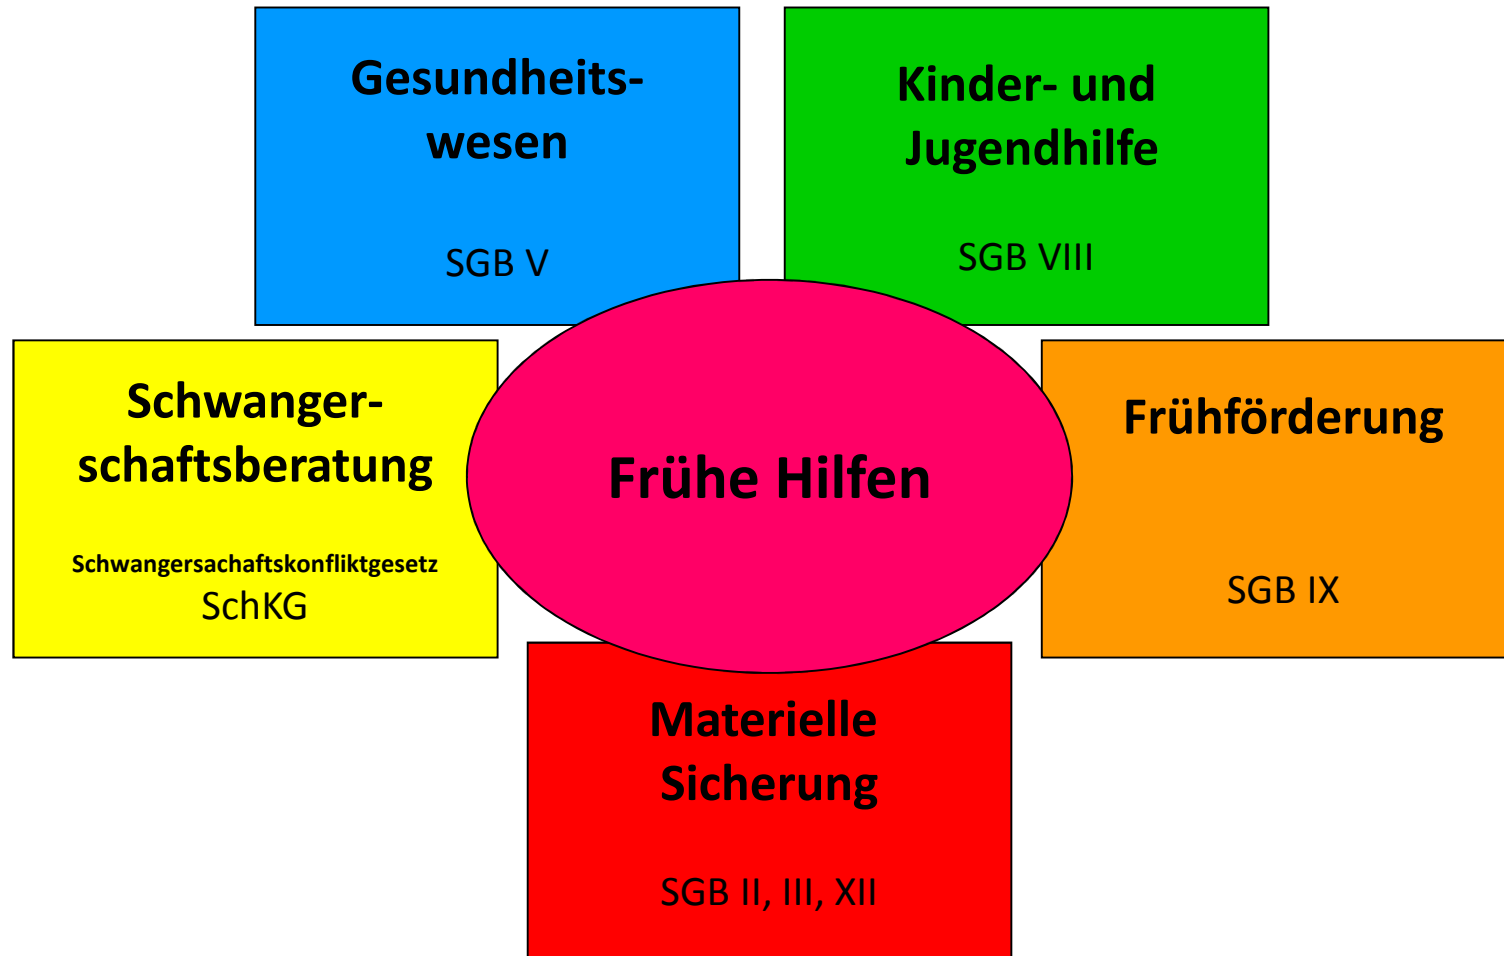 Gesundheits-
wesen
SGB V
Kinder- und
Jugendhilfe
SGB VIII
Schwanger-
schaftsberatung
Schwangersachaftskonfliktgesetz
SchKG
Frühe Hilfen
Frühförderung
SGB IX
Materielle
Sicherung
SGB II, III, XII